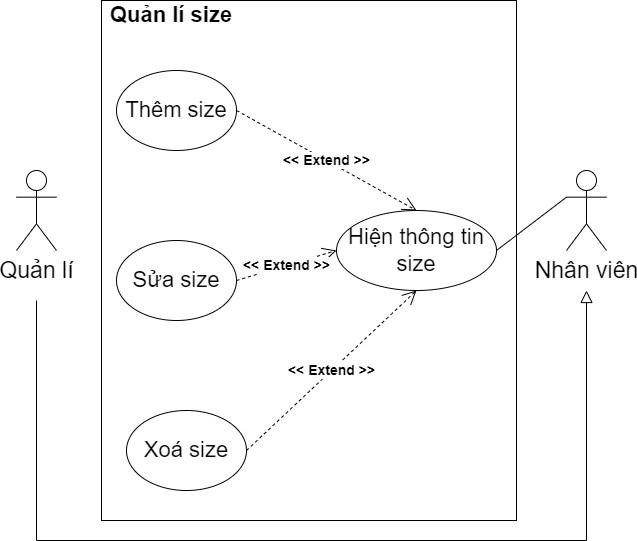 Quản lí size
Thêm size
<< Extend >>
Hiện thông tin
size
Sửa size
<< Extend >>
Quản lí
Nhân viên
<< Extend >>
Xoá size